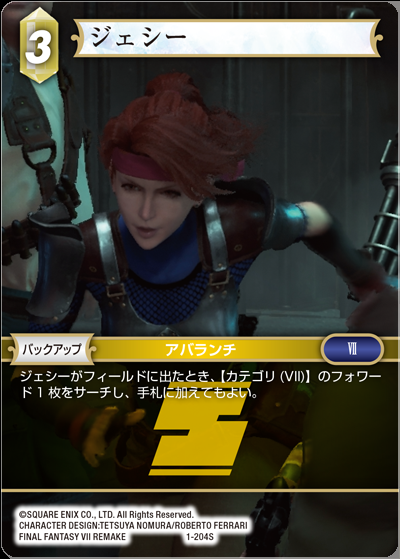 3
ジェシー
バックアップ
アバランチ
VII
ジェシーがフィールドに出たとき、【カテゴリ (VII)】のフォワー
ド1枚をサーチし、手札に加えてもよい。
©SQUARE ENIX CO., LTD. All Rights Reserved.
CHARACTER DESIGN:TETSUYA NOMURA/ROBERTO FERRARI
FINAL FANTASY VII REMAKE 1-204S